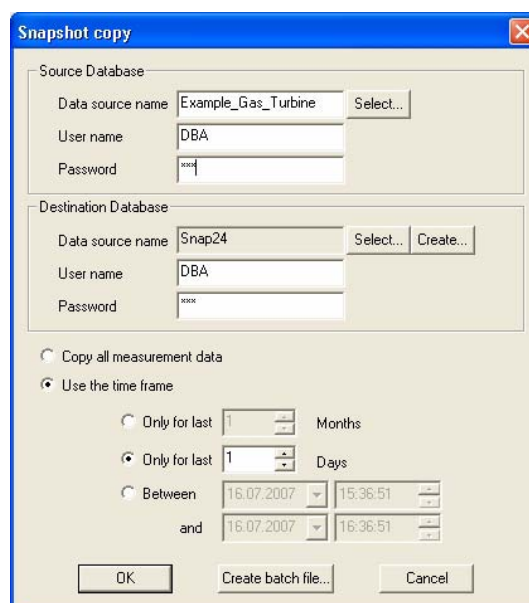 Snapshot copy
Source Database
Data source name Example_Gas_Turbine Select...
User name DBA
Password ***
Destination Database
Data source name Snap24 Select... Create...
User name DBA
Password ***
Copy all measurement data
Use the time frame
Only for last 1 Months
Only for last 1 Days
Between 16.07.2007 15:36:51
and 16.07.2007 16:36:51
OK Create batch file... Cancel